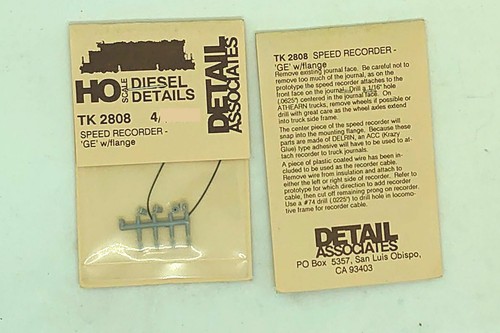 HO
SCALE
DIESEL
DETAILS
DETAIL
ASSOCIATES
TK 2808 4/
SPEED RECORDER -
'GE' w/flange
TK 2808 SPEED RECORDER -
'GE' w/flange
Remove existing journal face. Be careful not to
remove too much of the journal, as on the
prototype the speed recorder attaches to the
front face on the journal. Drill a 1/16" hole
(.0625") centered in the journal face. On
ATHEARN trucks, remove wheels if possible or
drill with great care as the wheel axles extend
into truck side frame.
The center piece of the speed recorder will
snap into the mounting flange. Because these
parts are made of DELRIN, an ACC (Krazy
Glue) type adhesive will have to be used to at-
tach recorder to truck journals.
A piece of plastic coated wire has been in-
cluded to be used as the recorder cable.
Remove wire from insulation and attach to
either the left or right side of recorder. Refer to
prototype for which direction to add recorder
cable, then cut off remaining prong on recorder.
Use a #74 drill (.0225") to drill hole in locomo-
tive frame for recorder cable.
DETAIL
ASSOCIATES
PO Box 5357, San Luis Obispo,
CA 93403